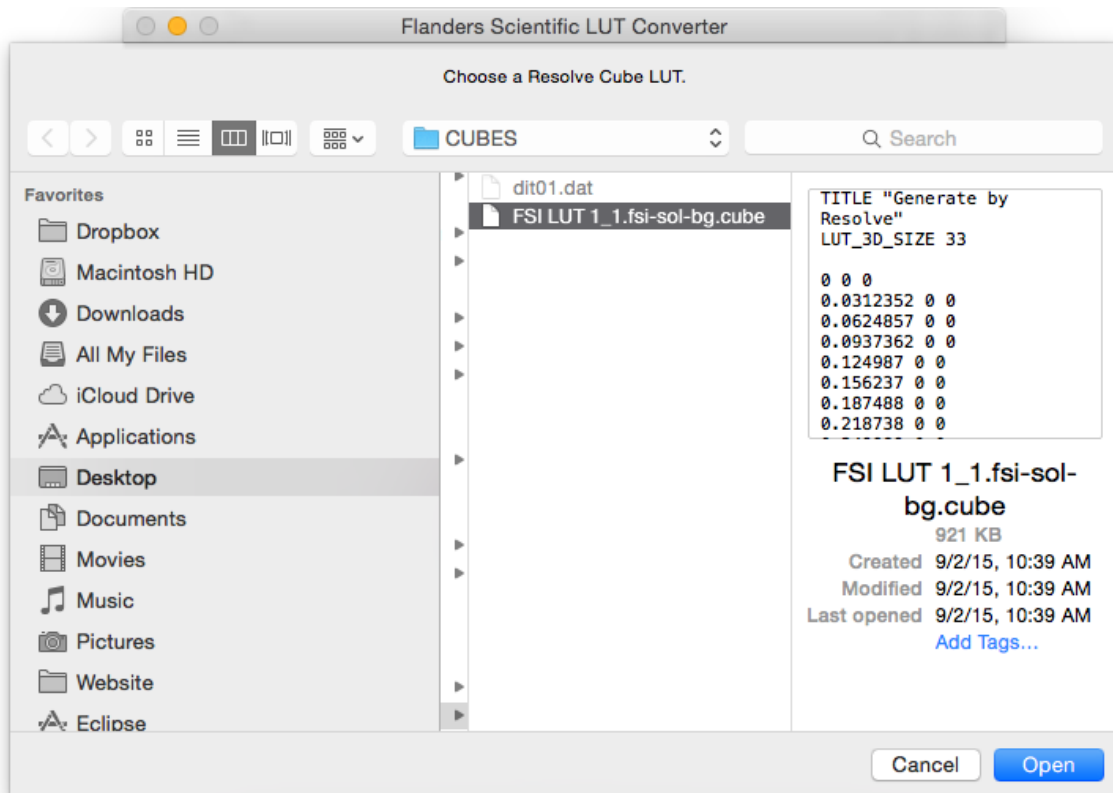 Flanders Scientific LUT Converter
Choose a Resolve Cube LUT.
CUBES
Search
Favorites
Dropbox
Macintosh HD
Downloads
All My Files
iCloud Drive
Applications
Desktop
Documents
Movies
Music
Pictures
Website
Eclipse
dit01.dat
FSI LUT 1_1.fsi-sol-bg.cube
TITLE "Generate by
Resolve"
LUT_3D_SIZE 33
0 0 0
0.0312352 0 0
0.0624857 0 0
0.0937362 0 0
0.124987 0 0
0.156237 0 0
0.187488 0 0
0.218738 0 0
FSI LUT 1_1.fsi-sol-
bg.cube
921 KB
Created 9/2/15, 10:39 AM
Modified 9/2/15, 10:39 AM
Last opened 9/2/15, 10:39 AM
Add Tags...
Cancel
Open